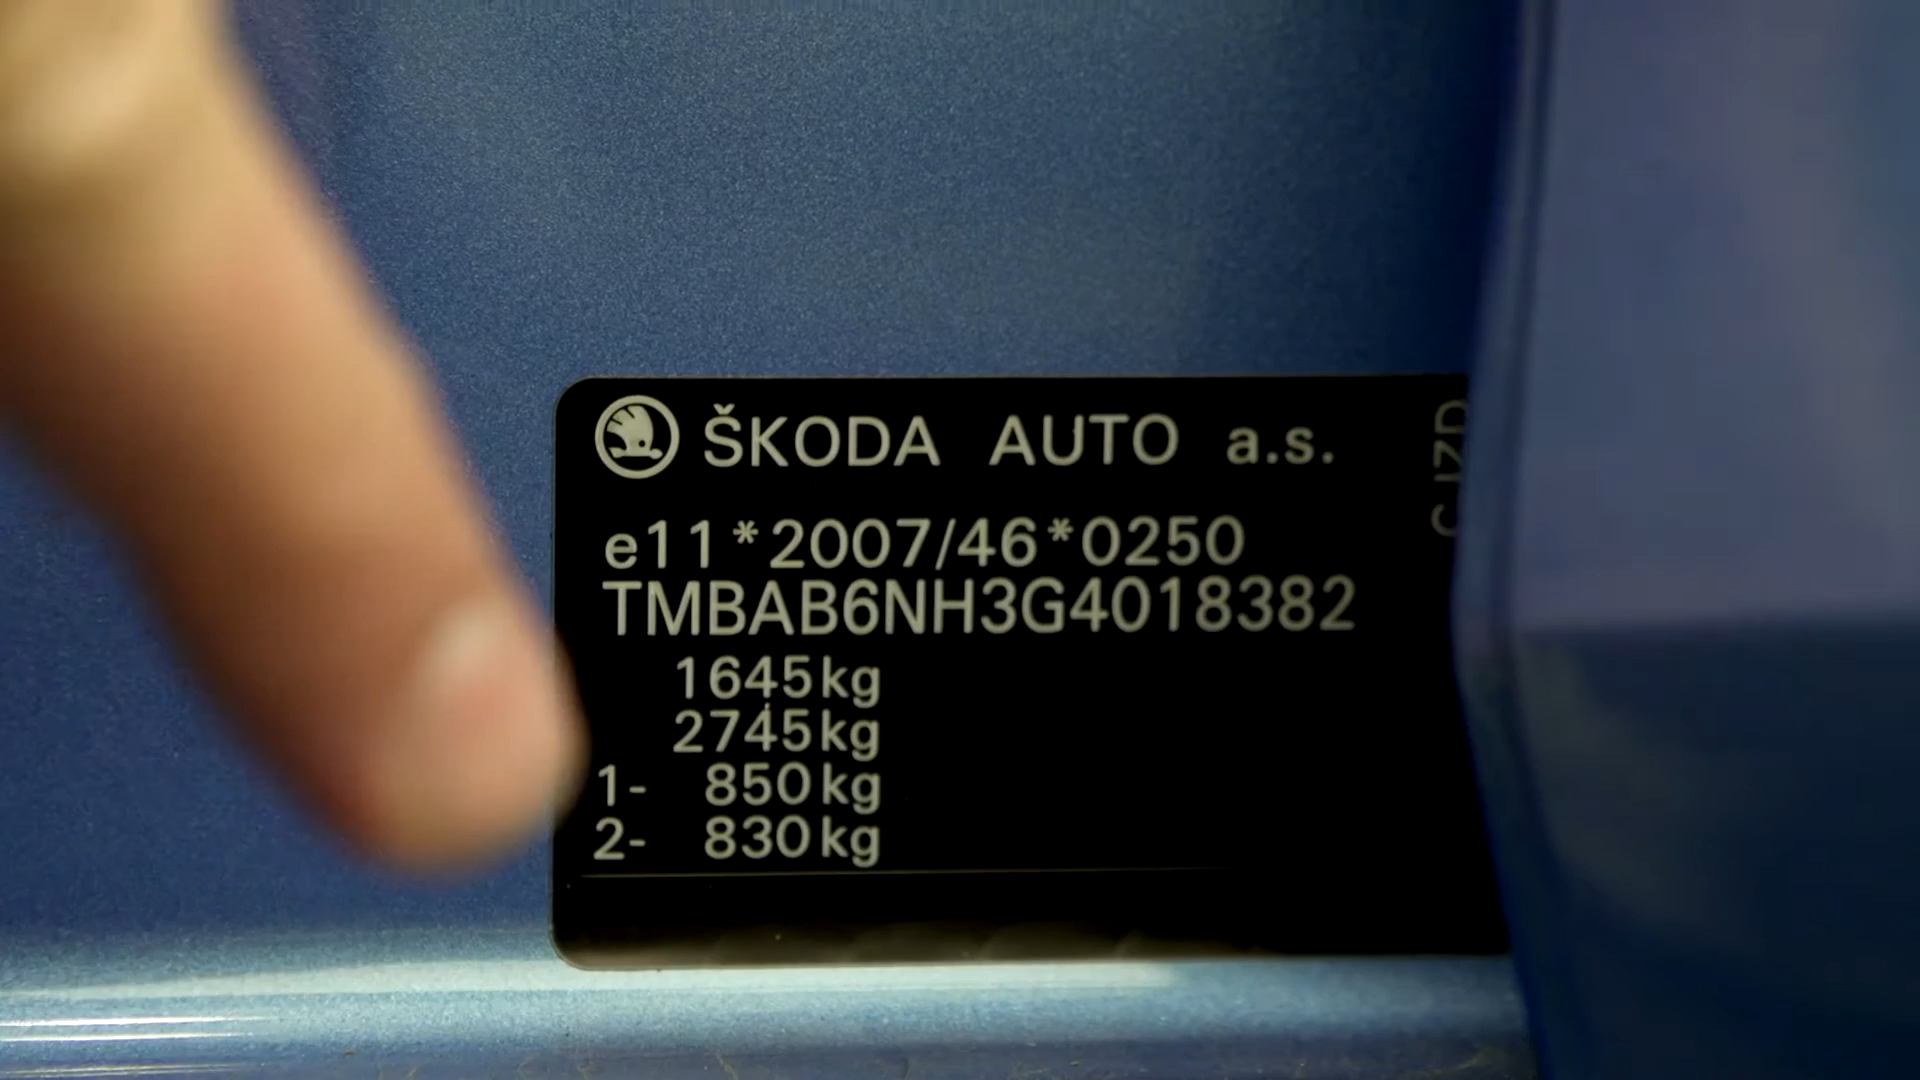 ŠKODA AUTO a.s.
e11*2007/46*0250
TMBAB6NH3G4018382
1645kg
2745kg
1- 850kg
2- 830kg